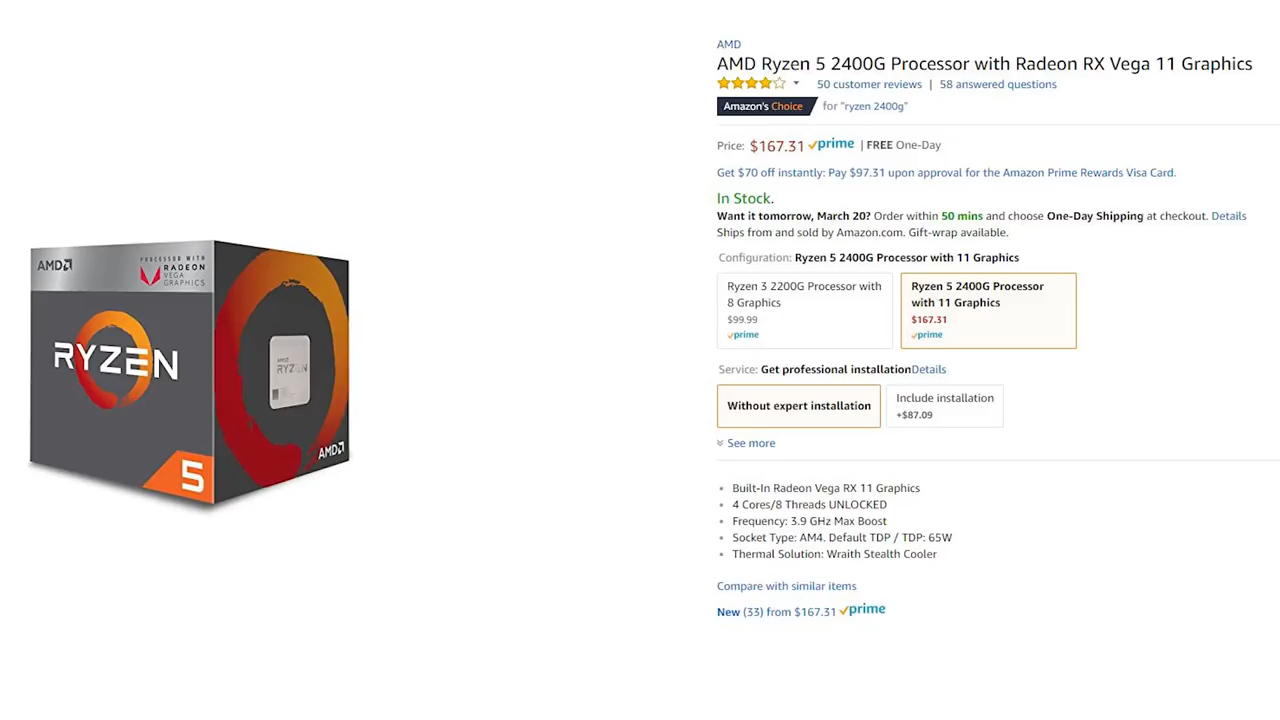 AMD
AMD Ryzen 5 2400G Processor with Radeon RX Vega 11 Graphics
50 customer reviews | 58 answered questions
Amazon's Choice for "ryzen 2400g"
Price: $167.31 prime | FREE One-Day
Get $70 off instantly: Pay $97.31 upon approval for the Amazon Prime Rewards Visa Card.
In Stock.
Want it tomorrow, March 20? Order within 50 mins and choose One-Day Shipping at checkout. Details
Ships from and sold by Amazon.com. Gift-wrap available.
Configuration: Ryzen 5 2400G Processor with 11 Graphics
Ryzen 3 2200G Processor with
8 Graphics
$99.99
prime
Ryzen 5 2400G Processor
with 11 Graphics
$167.31
prime
Service: Get professional installationDetails
Without expert installation
Include installation
+$87.09
See more
Built-In Radeon Vega RX 11 Graphics
4 Cores/8 Threads UNLOCKED
Frequency: 3.9 GHz Max Boost
Socket Type: AM4. Default TDP / TDP: 65W
Thermal Solution: Wraith Stealth Cooler
Compare with similar items
New (33) from $167.31 prime
AMD
PROCESSOR WITH
RADEON
VEGA
GRAPHICS
RYZEN
5
AMD
RYZEN
AMD